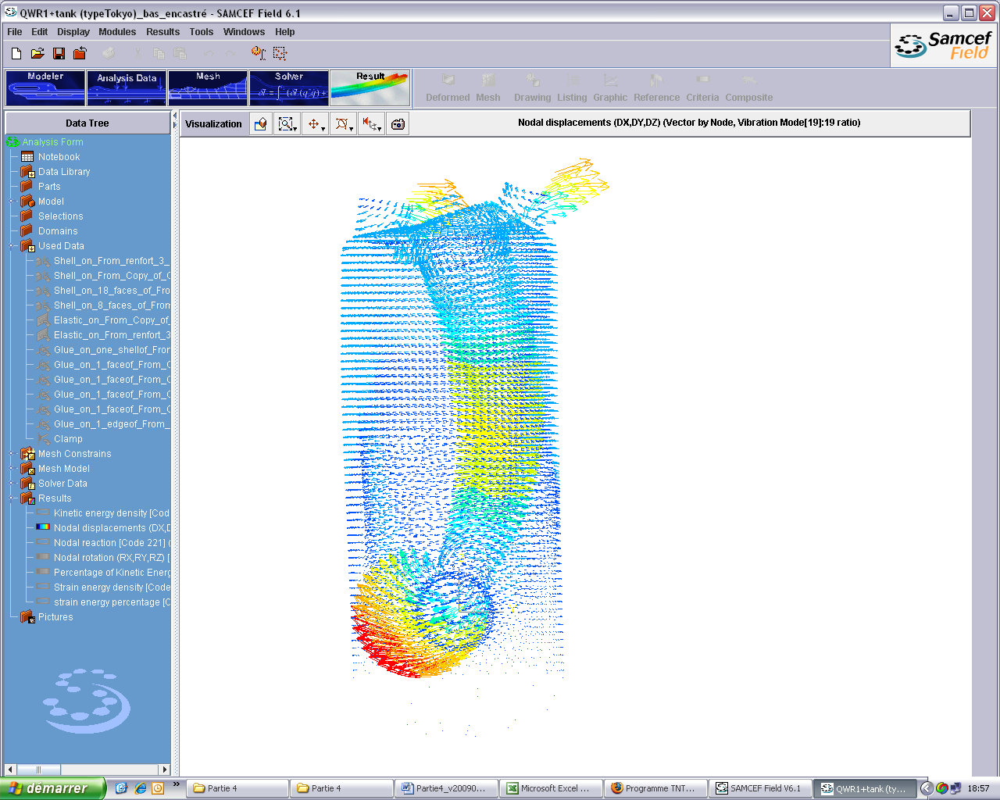 QWR1+tank (typeTokyo)_bas_encastré - SAMCEF Field 6.1
File Edit Display Modules Results Tools Windows Help
Samcef
Field
Modeler Analysis Data Mesh Solver Result
Deformed Mesh Drawing Listing Graphic Reference Criteria Composite
Data Tree
Visualization
Nodal displacements (DX,DY,DZ) (Vector by Node, Vibration Mode[19]:19 ratio)
Analysis Form
Notebook
Data Library
Parts
Model
Selections
Domains
Used Data
Shell_on_From_renfort_3_
Shell_on_From_Copy_of_C
Shell_on_18_faces_of_Fro
Shell_on_8_faces_of_From
Elastic_on_From_Copy_of_
Elastic_on_From_renfort_3
Glue_on_one_shellof_From
Glue_on_1_faceof_From_C
Glue_on_1_faceof_From_C
Glue_on_1_faceof_From_C
Glue_on_1_faceof_From_C
Glue_on_1_edgeof_From_
Clamp
Mesh Constrains
Mesh Model
Solver Data
Results
Kinetic energy density [Cod
Nodal displacements (DX,D
Nodal reaction [Code 221] (
Nodal rotation (RX,RY,RZ) [
Percentage of Kinetic Energ
Strain energy density [Code
strain energy percentage [C
Pictures
démarrer
Partie 4
Partie 4
Partie4_v20090...
Microsoft Excel ...
Programme TNT...
SAMCEF Field V6.1
QWR1+tank (ty...
18:57